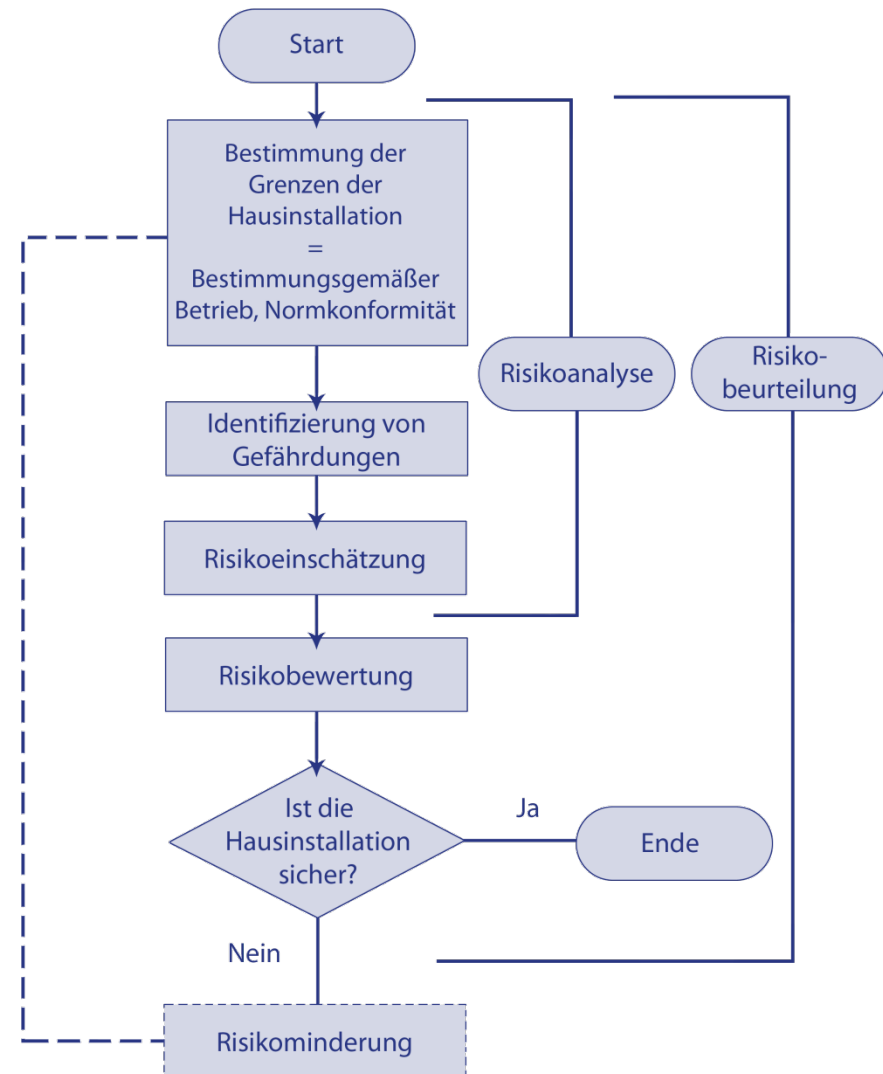 Start
Bestimmung der
Grenzen der
Hausinstallation
=
Bestimmungsgemäßer
Betrieb, Normkonformität
Risikoanalyse
Risiko-
beurteilung
Identifizierung von
Gefährdungen
Risikoeinschätzung
Risikobewertung
Ist die
Hausinstallation
sicher?
Ja
Ende
Nein
Risikominderung